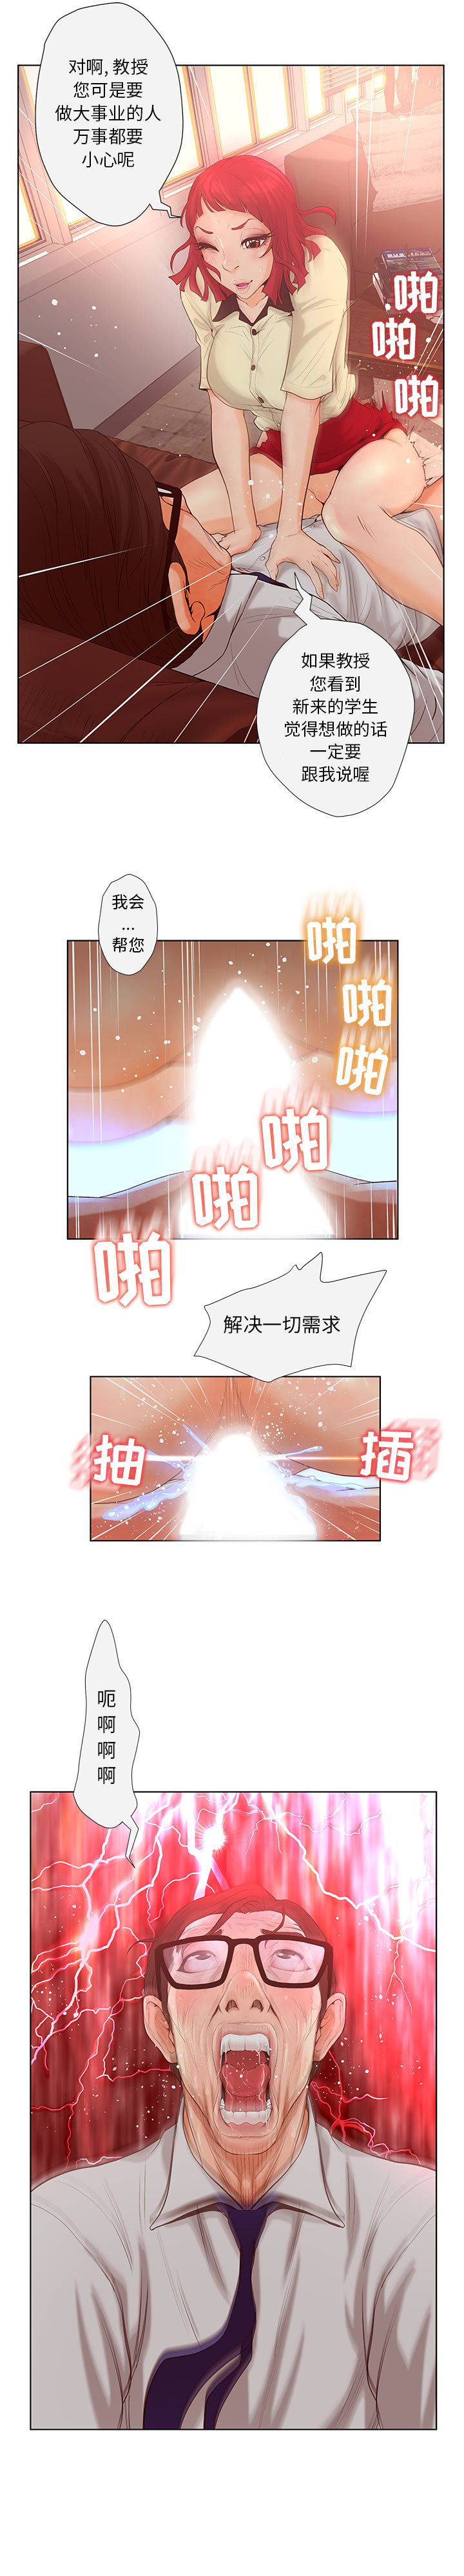 对啊, 教授
您可是要
做大事业的人
万事都要
小心呢
啪
啪
啪
如果教授
您看到
新来的学生
觉得想做的话
一定要
跟我说喔
我会
...
帮您
啪
啪
啪
啪
啪
啪
解决一切需求
抽
插
呃
啊
啊
啊